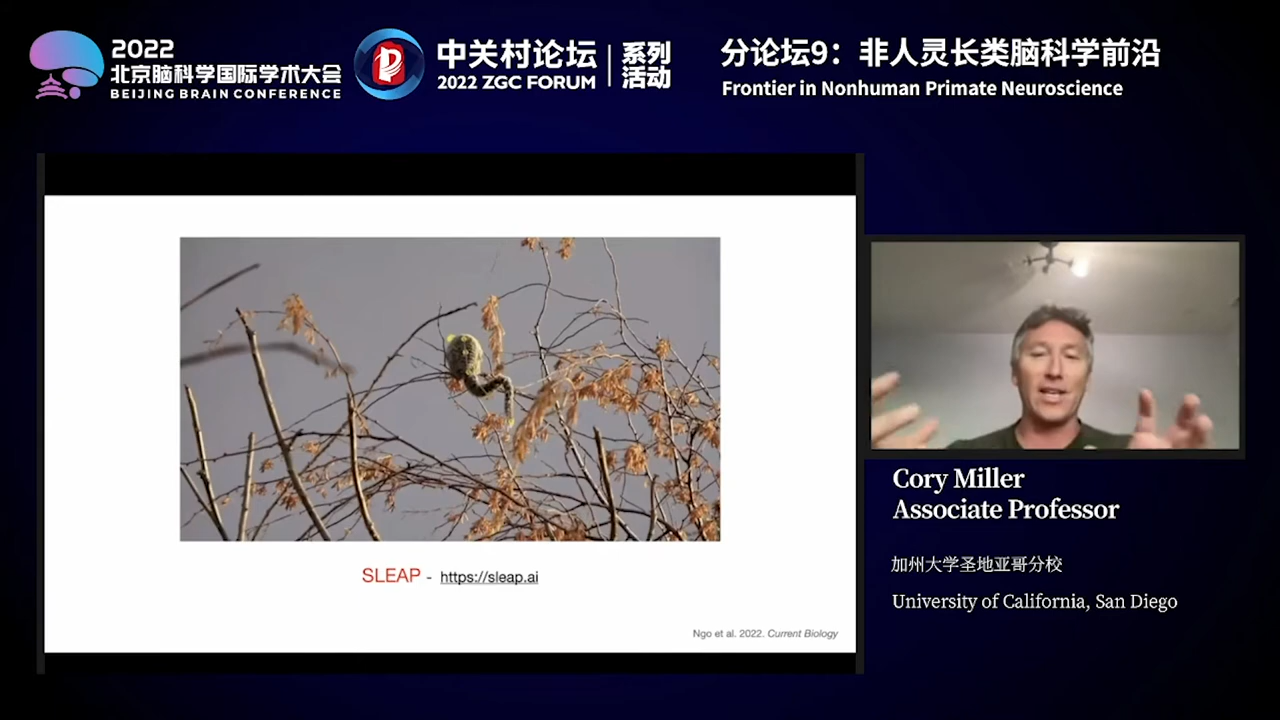 2022
北京脑科学国际学术大会
BEIJING BRAIN CONFERENCE
中关村论坛
2022 ZGC FORUM
系列
活动
分论坛9：非人灵长类脑科学前沿
Frontier in Nonhuman Primate Neuroscience
SLEAP - https://sleap.ai
Ngo et al. 2022. Current Biology
Cory Miller
Associate Professor
加州大学圣地亚哥分校
University of California, San Diego